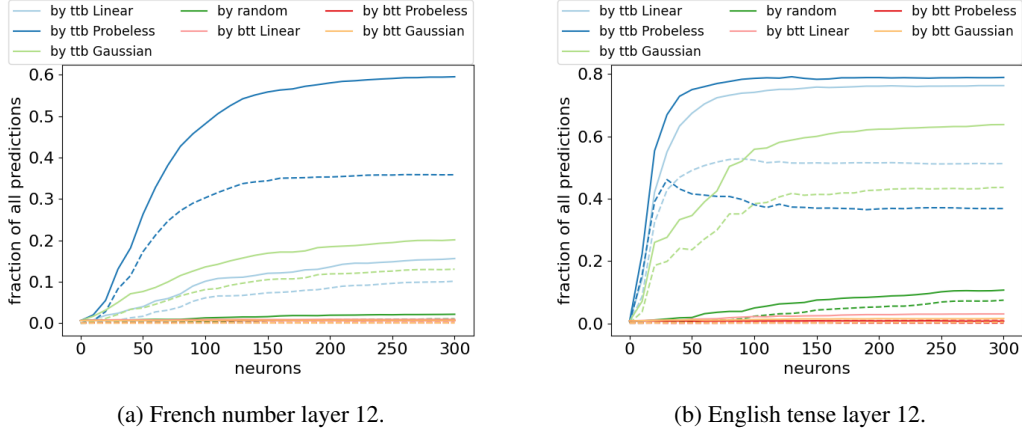 by ttb Linear by random by btt Probeless
by ttb Probeless by btt Linear by btt Gaussian
by ttb Gaussian
fraction of all predictions
0.6
0.5
0.4
0.3
0.2
0.1
0.0
0 50 100 150 200 250 300
neurons
(a) French number layer 12.
by ttb Linear by random by btt Probeless
by ttb Probeless by btt Linear by btt Gaussian
by ttb Gaussian
fraction of all predictions
0.8
0.6
0.4
0.2
0.0
0 50 100 150 200 250 300
neurons
(b) English tense layer 12.